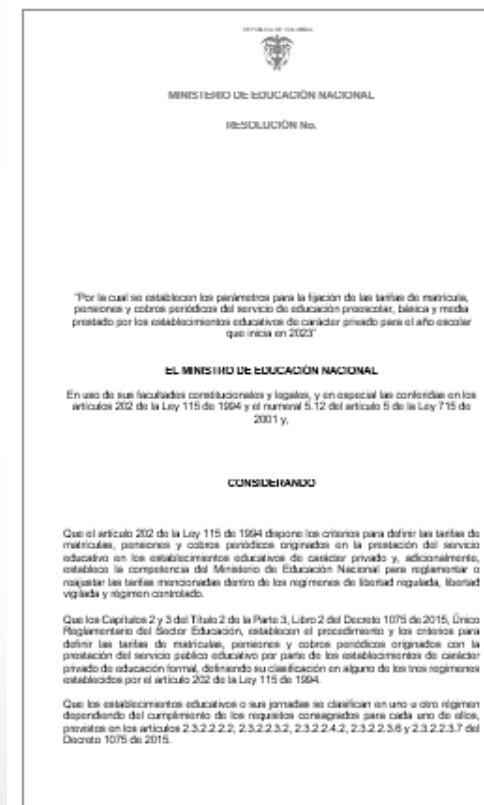 REPÚBLICA DE COLOMBIA
MINISTERIO DE EDUCACIÓN NACIONAL
RESOLUCIÓN No.
"Por la cual se establecen los parámetros para la fijación de las tarifas de matrícula,
pensiones y cobros periódicos del servicio de educación preescolar, básica y media
prestado por los establecimientos educativos de carácter privado para el año escolar
que inicia en 2023"
EL MINISTRO DE EDUCACIÓN NACIONAL
En uso de sus facultades constitucionales y legales, y en especial las conferidas en los
artículos 202 de la Ley 115 de 1994 y el numeral 5.12 del artículo 5 de la Ley 715 de
2001 y,
CONSIDERANDO
Que el artículo 202 de la Ley 115 de 1994 dispone los criterios para definir las tarifas de
matrículas, pensiones y cobros periódicos originados en la prestación del servicio
educativo en los establecimientos educativos de carácter privado y, adicionalmente,
establece la competencia del Ministerio de Educación Nacional para reglamentar o
reajustar las tarifas mencionadas dentro de los regímenes de libertad regulada, libertad
vigilada y régimen controlado.
Que los Capítulos 2 y 3 del Título 2 de la Parte 3, Libro 2 del Decreto 1075 de 2015, Único
Reglamentario del Sector Educación, establecen el procedimiento y los criterios para
definir las tarifas de matrículas, pensiones y cobros periódicos originados con la
prestación del servicio público educativo por parte de los establecimientos de carácter
privado de educación formal, definiendo su clasificación en alguno de los tres regímenes
establecidos por el artículo 202 de la Ley 115 de 1994.
Que los establecimientos educativos o sus jornadas se clasifican en uno u otro régimen
dependiendo del cumplimiento de los requisitos consagrados para cada uno de ellos,
previstos en los artículos 2.3.2.2.2.2, 2.3.2.2.3.2, 2.3.2.2.4.2, 2.3.2.2.3.6 y 2.3.2.2.3.7 del
Decreto 1075 de 2015.